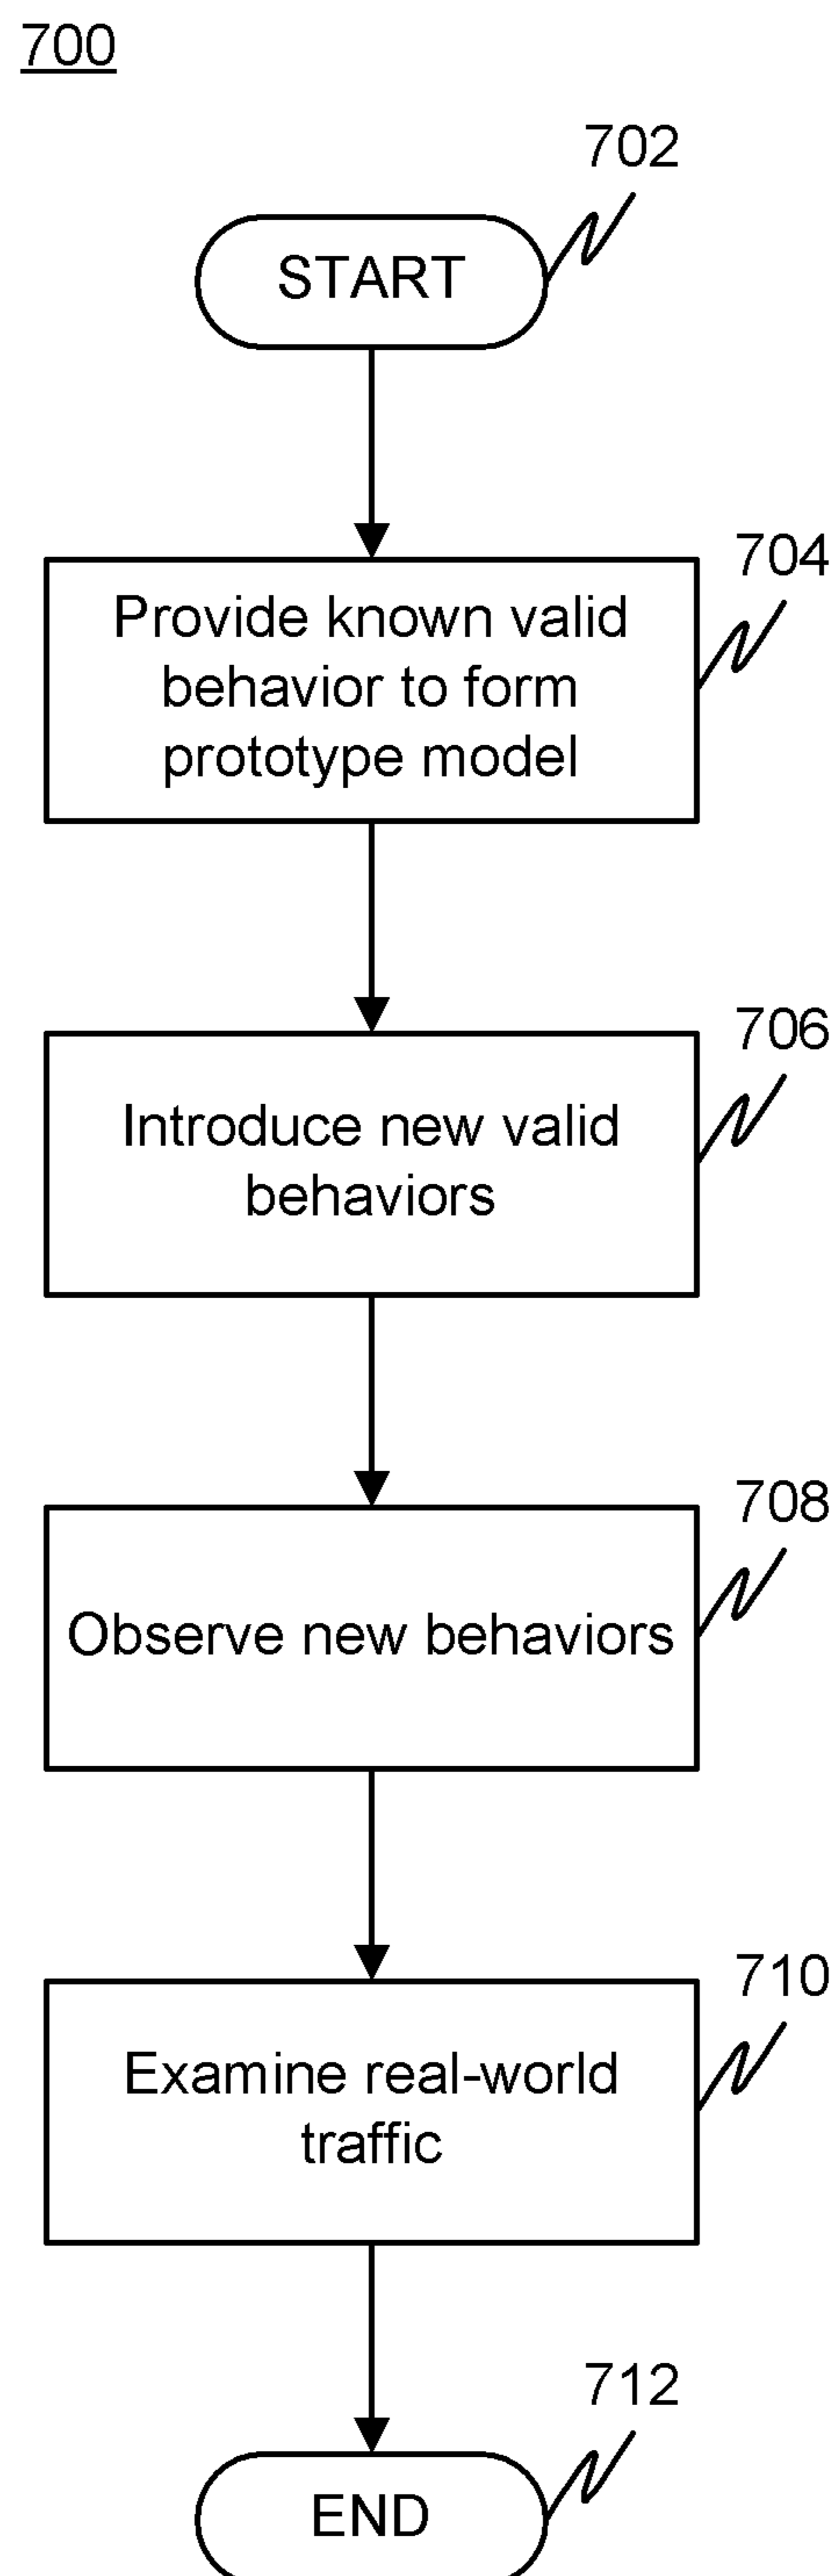 700
702
START
704
Provide known valid
behavior to form
prototype model
706
Introduce new valid
behaviors
708
Observe new behaviors
710
Examine real-world
traffic
712
END